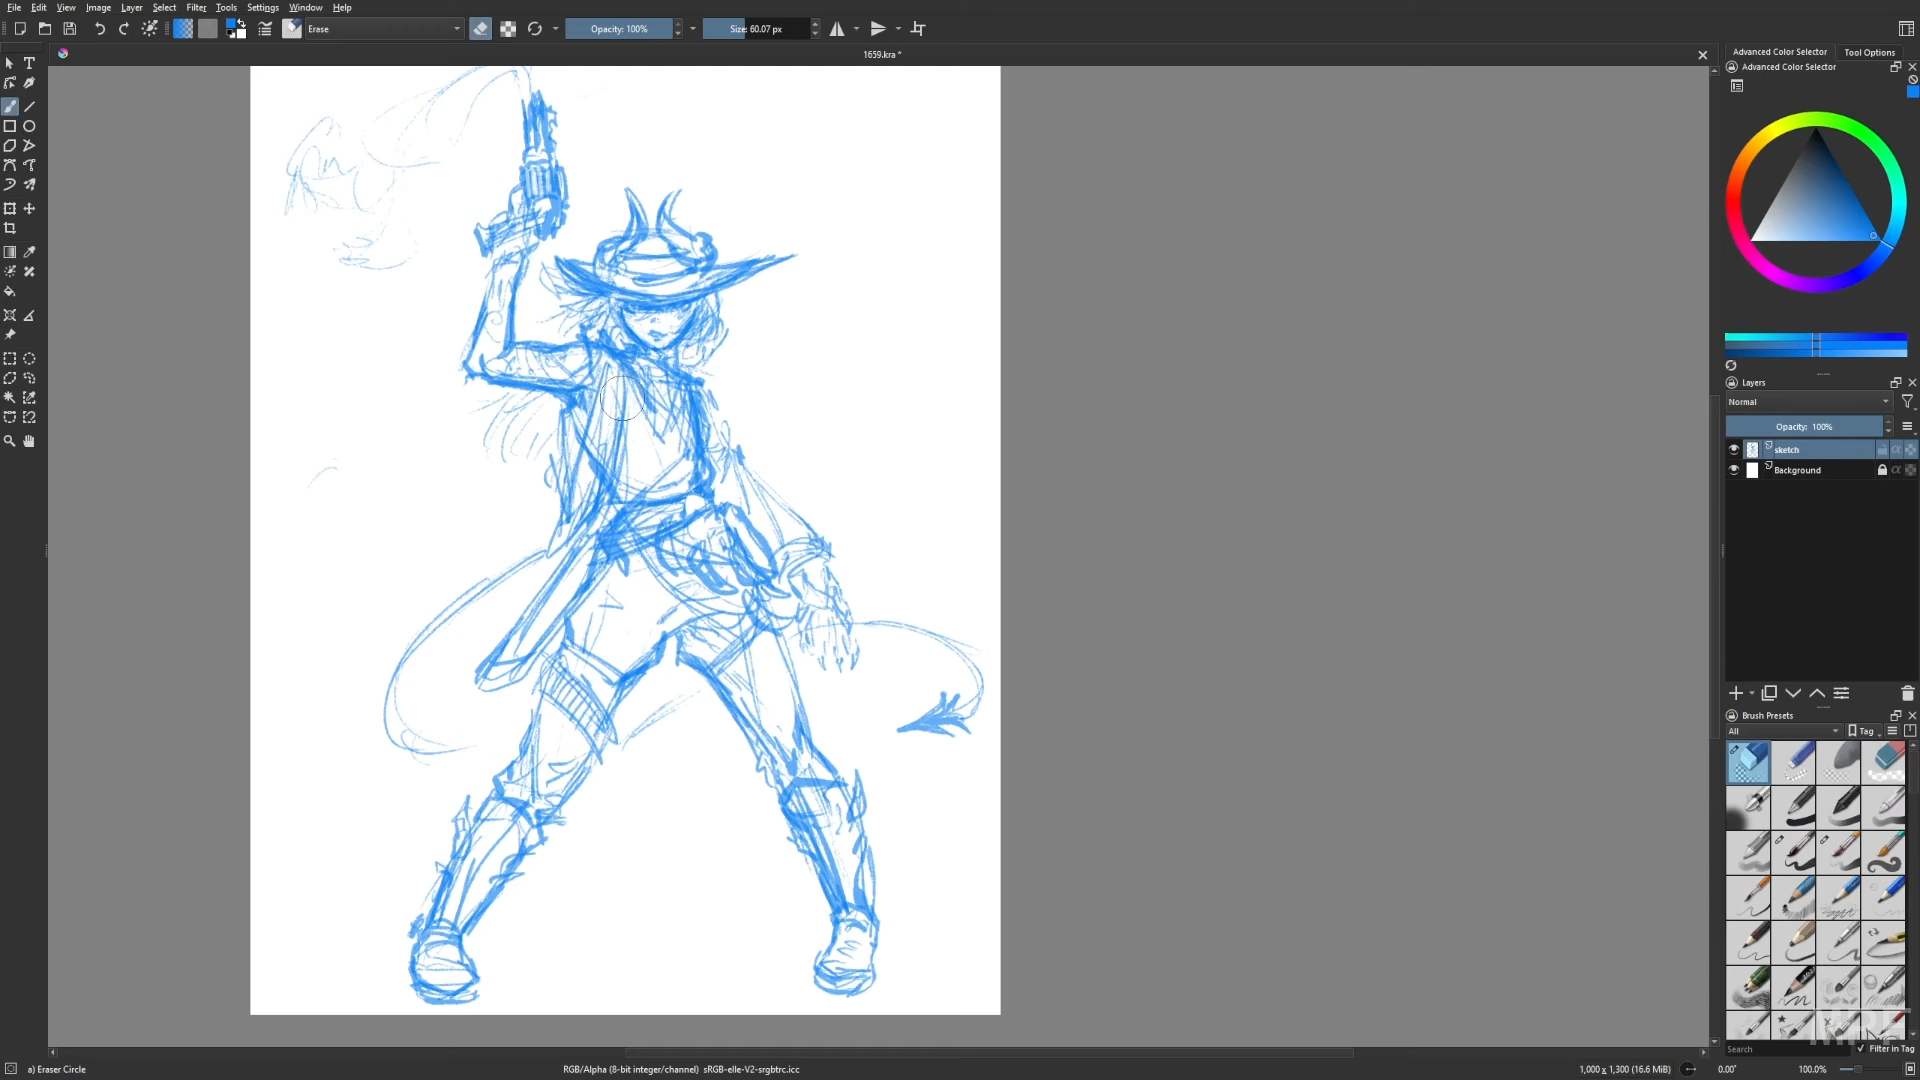 File Edit View Image Layer Select Filter Tools Settings Window Help
Erase
Opacity: 100%
Size: 60.07 px
1659.kra *
Advanced Color Selector
Tool Options
Advanced Color Selector
Layers
Normal
Opacity: 100%
sketch
Background
Brush Presets
All
Tag
Search
Filter in Tag
a) Eraser Circle
RGB/Alpha (8-bit integer/channel) sRGB-elle-V2-srgbtrc.icc
1,000 x 1,300 (16.6 MiB)
0.00°
100.0%